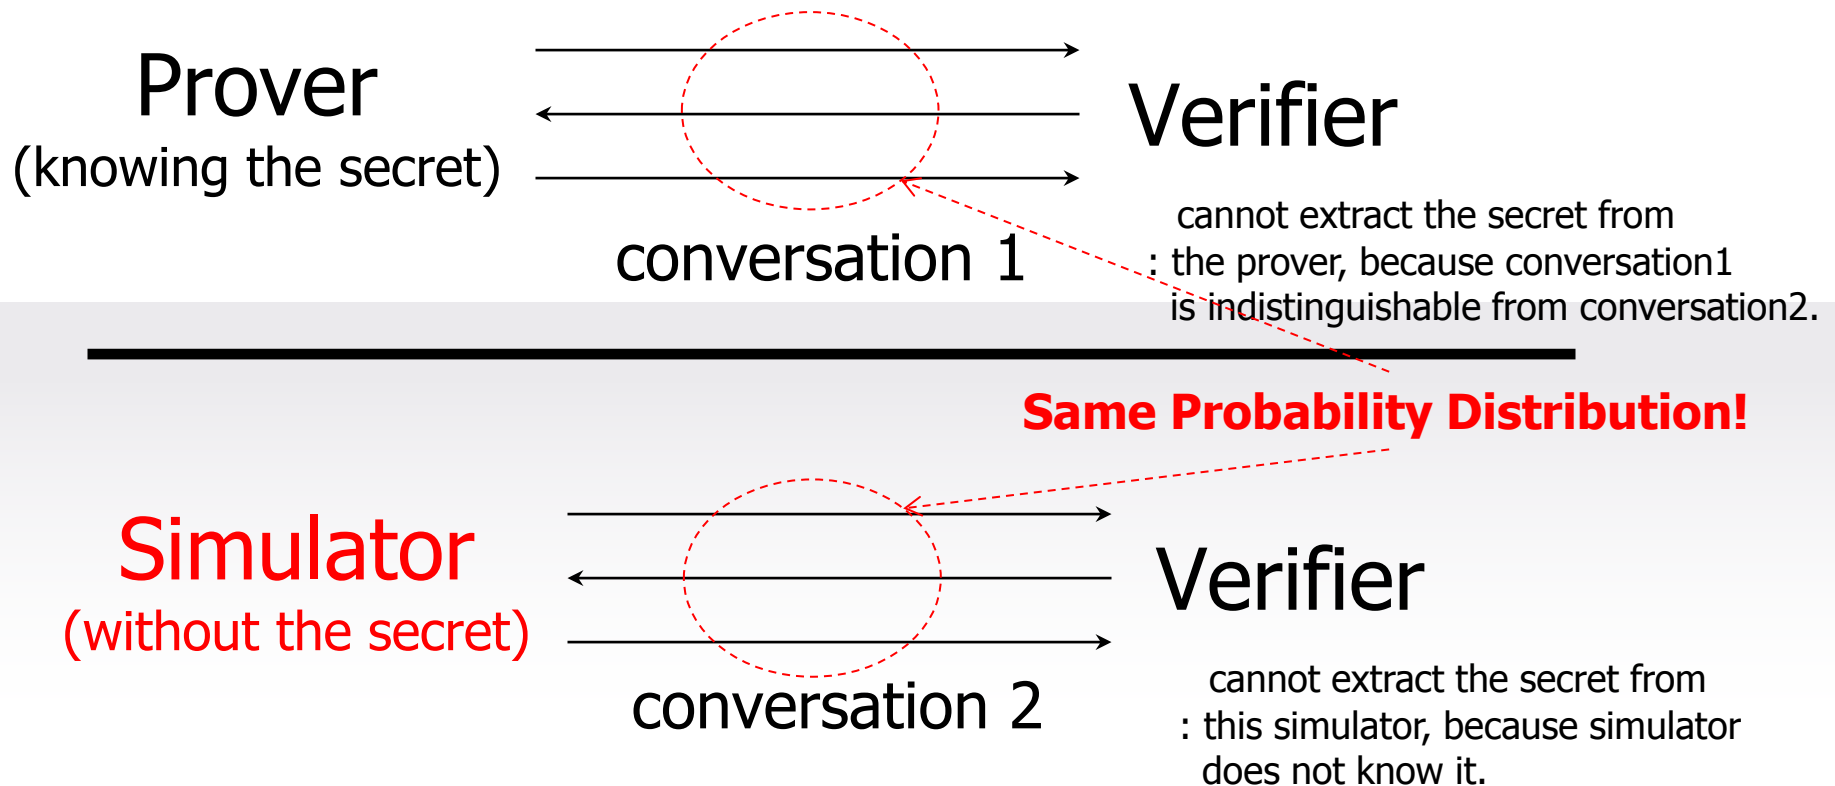 Prover
(knowing the secret)
Verifier
conversation 1
cannot extract the secret from
: the prover, because conversation1
is indistinguishable from conversation2.
Same Probability Distribution!
Simulator
(without the secret)
Verifier
conversation 2
cannot extract the secret from
: this simulator, because simulator
does not know it.